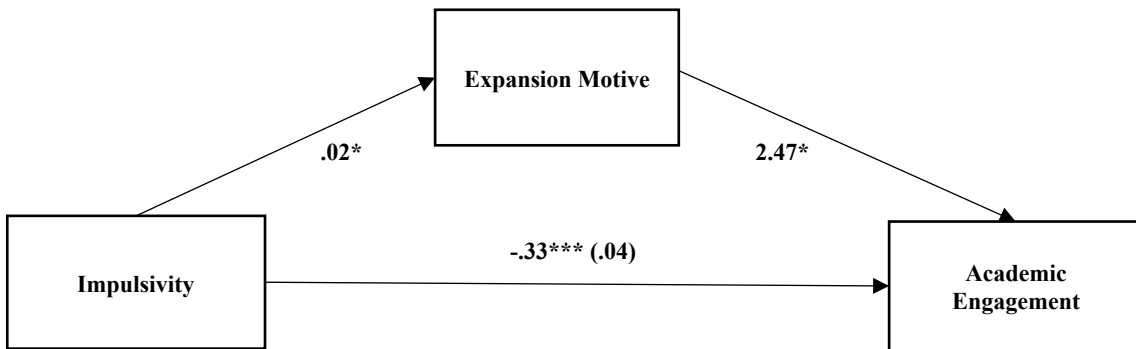 Expansion Motive
.02*
2.47*
-.33*** (.04)
Impulsivity
Academic
Engagement